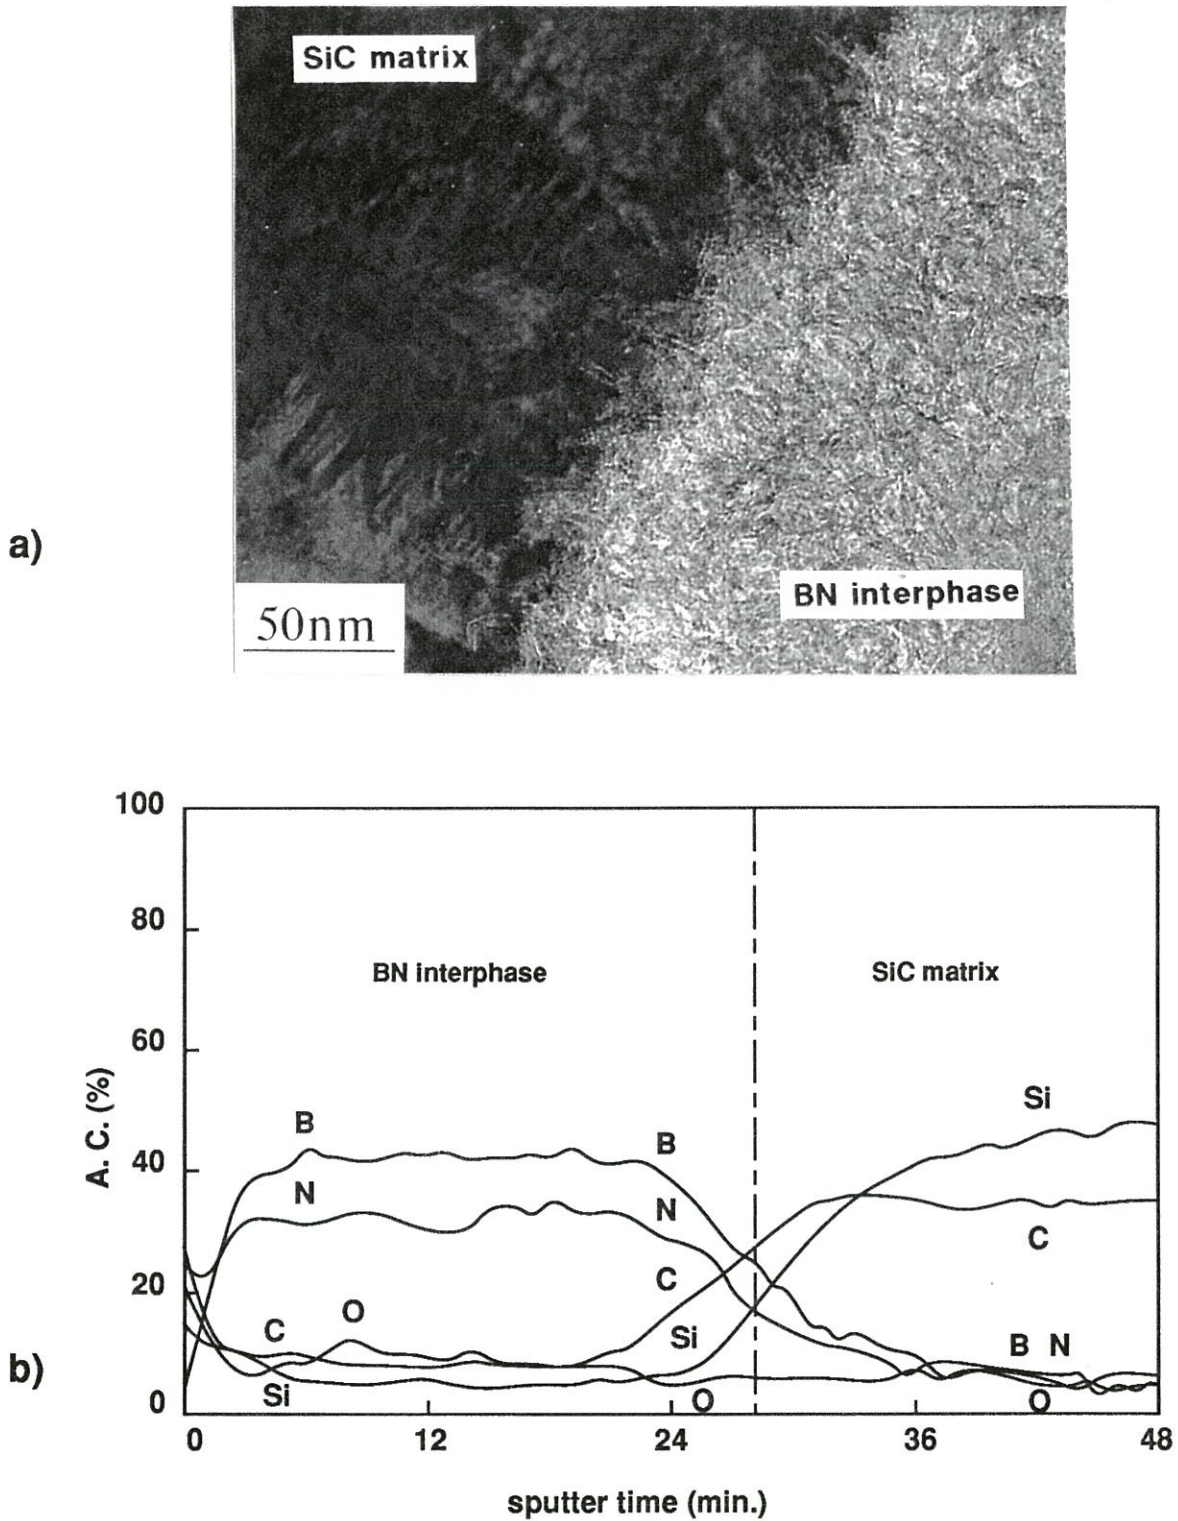 SiC matrix
a)
BN interphase
50nm
100
80
60
40
20
0
A. C. (%)
BN interphase
SiC matrix
B
N
C
O
Si
B
N
C
Si
O
Si
C
B N
O
b)
0 12 24 36 48
sputter time (min.)